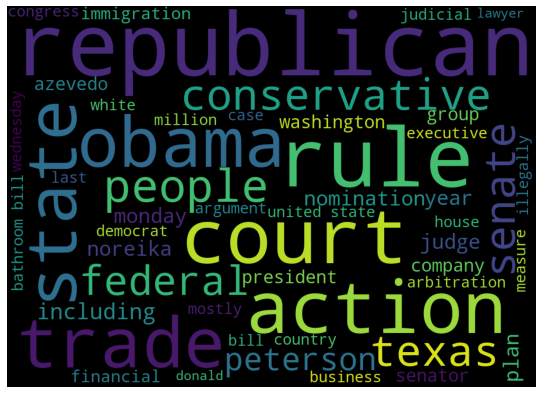 congress immigration judicial lawyer
republican
azevedo conservative
white million case washington group
wednesday executive
state obama rule senate illegally
last people nomination year
monday argument united state
bathroom bill democrat noreika court house judge measure
federal president company
including mostly action arbitration
trade bill country texas plan
peterson
financial donald business senator